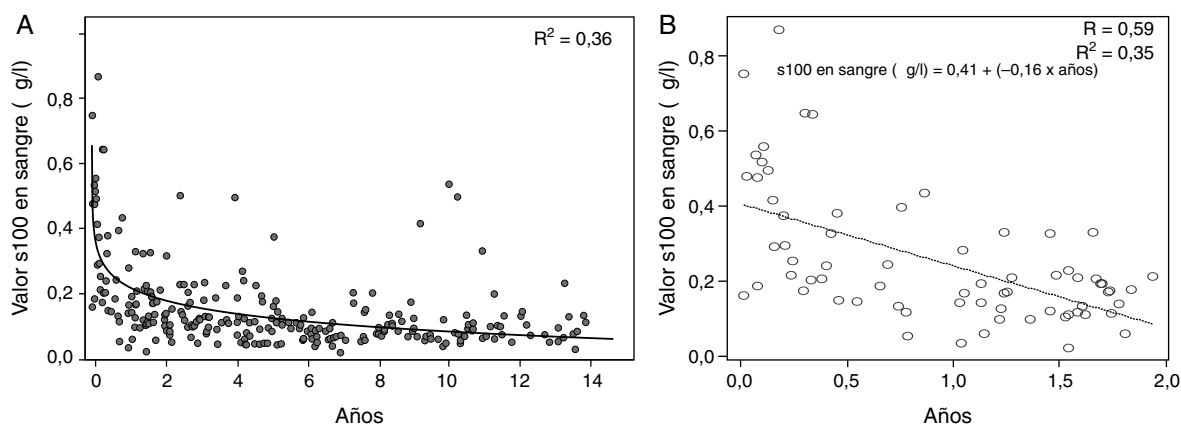 A
R² = 0,36
Valor s100 en sangre ( g/l)
0,8
0,6
0,4
0,2
0,0
0 2 4 6 8 10 12 14
Años
B
R = 0,59
R² = 0,35
s100 en sangre ( g/l) = 0,41 + (–0,16 x años)
Valor s100 en sangre ( g/l)
0,8
0,6
0,4
0,2
0,0
0,0 0,5 1,0 1,5 2,0
Años